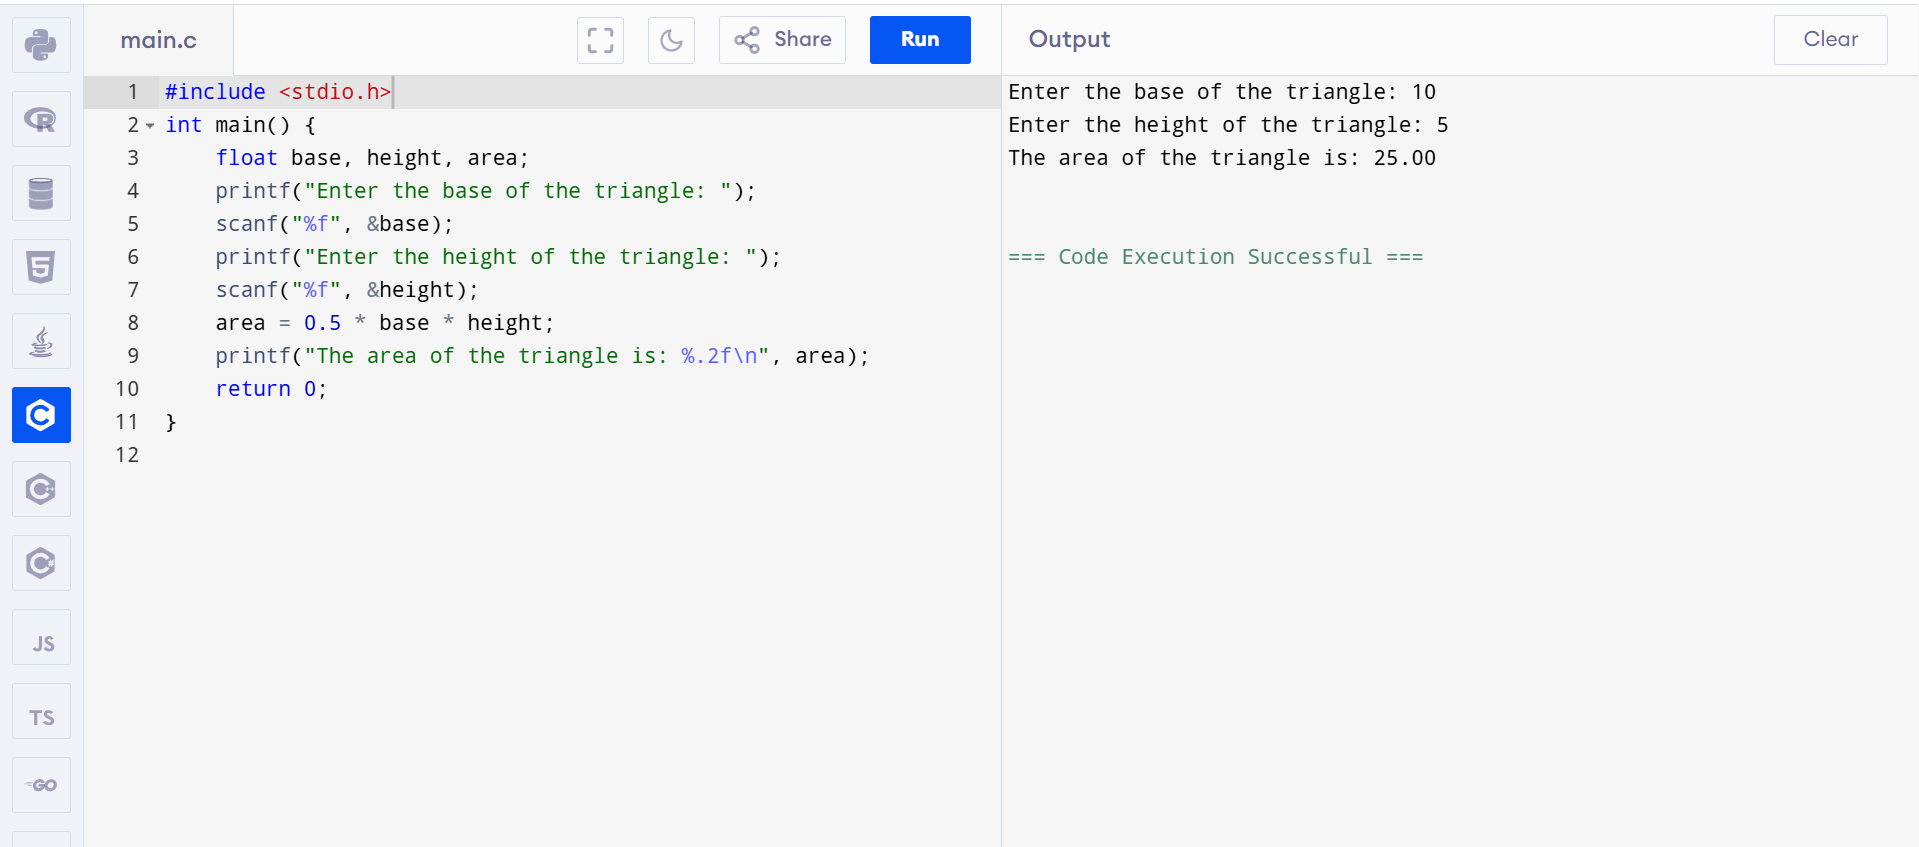 main.c
Share
Run
Output
Clear
1 #include <stdio.h>
2 int main() {
3     float base, height, area;
4     printf("Enter the base of the triangle: ");
5     scanf("%f", &base);
6     printf("Enter the height of the triangle: ");
7     scanf("%f", &height);
8     area = 0.5 * base * height;
9     printf("The area of the triangle is: %.2f\n", area);
10     return 0;
11 }
12
Enter the base of the triangle: 10
Enter the height of the triangle: 5
The area of the triangle is: 25.00
=== Code Execution Successful ===
R
5
C
C++
C#
JS
TS
GO